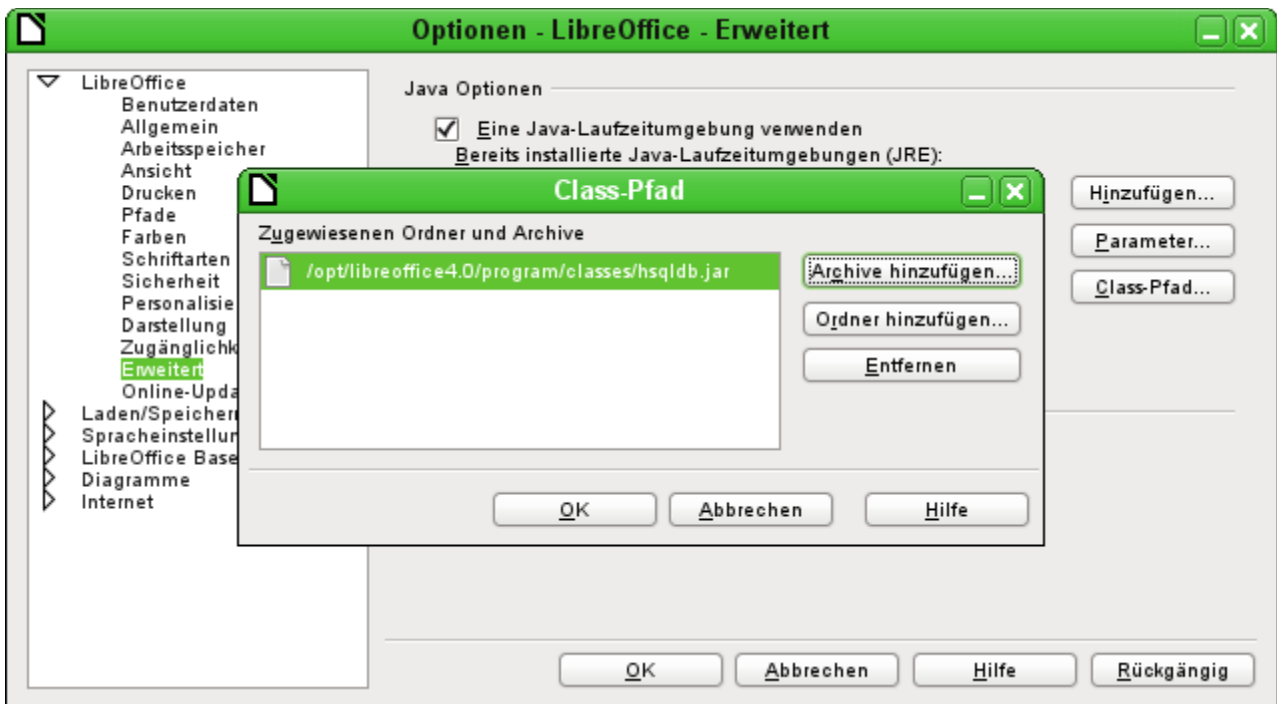 Optionen - LibreOffice - Erweitert
LibreOffice
Benutzerdaten
Allgemein
Arbeitsspeicher
Ansicht
Drucken
Pfade
Farben
Schriftarten
Sicherheit
Personalisie
Darstellung
Zugänglichk
Erweitert
Online-Upda
Laden/Speichern
Spracheinstellun
LibreOffice Base
Diagramme
Internet
Java Optionen
Eine Java-Laufzeitumgebung verwenden
Bereits installierte Java-Laufzeitumgebungen (JRE):
Hinzufügen...
Parameter...
Class-Pfad...
Class-Pfad
Zugewiesenen Ordner und Archive
/opt/libreoffice4.0/program/classes/hsqldb.jar
Archive hinzufügen...
Ordner hinzufügen...
Entfernen
OK
Abbrechen
Hilfe
OK
Abbrechen
Hilfe
Rückgängig